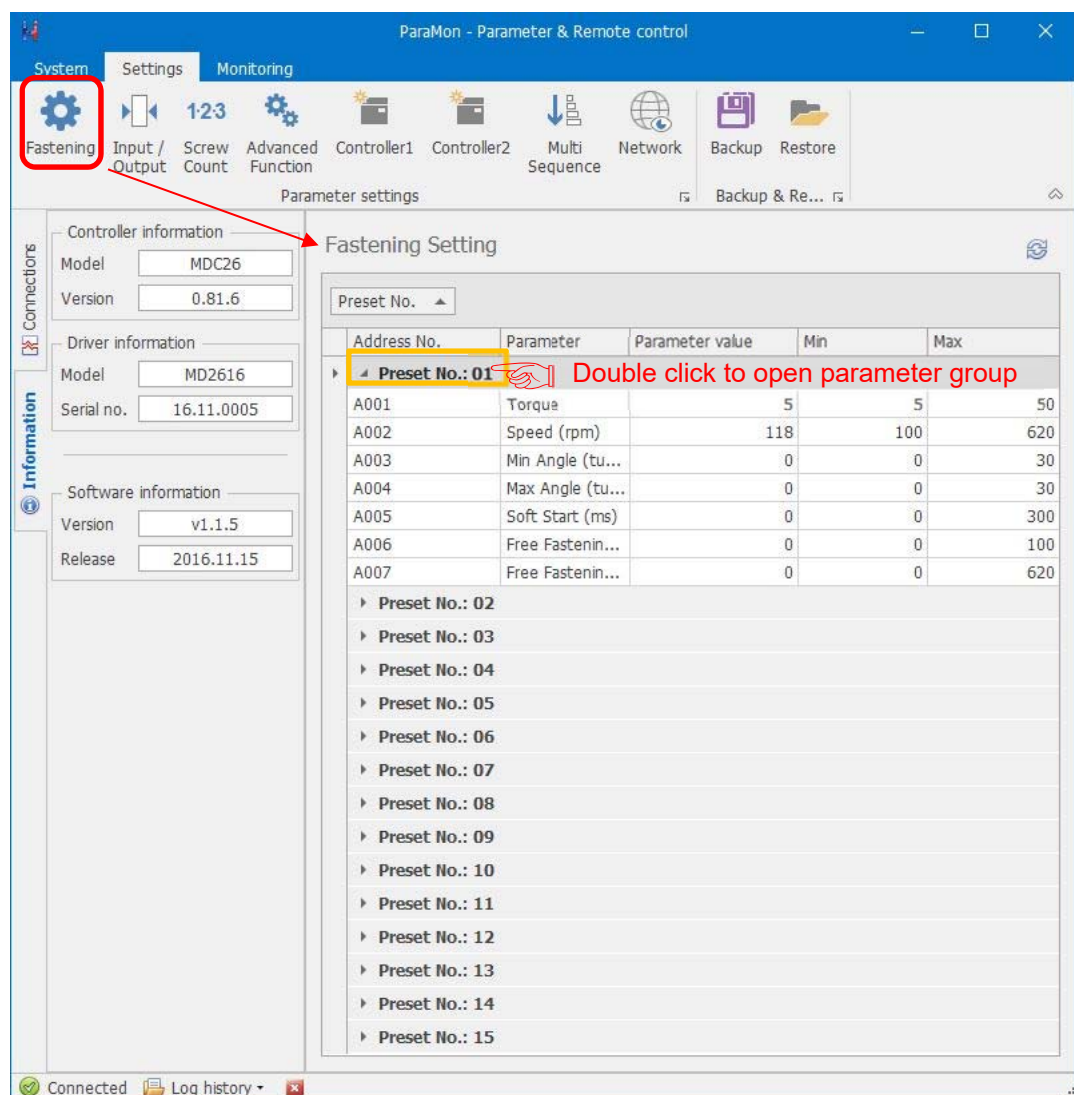 ParaMon - Parameter & Remote control
System Settings Monitoring
1·2·3
Fastening Input / Output Screw Count Advanced Function Controller1 Controller2 Multi Sequence Network Backup Restore
Parameter settings Backup & Re...
Connections
Information
Controller information
Model MDC26
Version 0.81.6
Driver information
Model MD2616
Serial no. 16.11.0005
Software information
Version v1.1.5
Release 2016.11.15
Fastening Setting
Preset No.
Address No. Parameter Parameter value Min Max
Preset No.: 01 Double click to open parameter group
A001 Torque 5 5 50
A002 Speed (rpm) 118 100 620
A003 Min Angle (tu... 0 0 30
A004 Max Angle (tu... 0 0 30
A005 Soft Start (ms) 0 0 300
A006 Free Fastenin... 0 0 100
A007 Free Fastenin... 0 0 620
Preset No.: 02
Preset No.: 03
Preset No.: 04
Preset No.: 05
Preset No.: 06
Preset No.: 07
Preset No.: 08
Preset No.: 09
Preset No.: 10
Preset No.: 11
Preset No.: 12
Preset No.: 13
Preset No.: 14
Preset No.: 15
Connected Log history